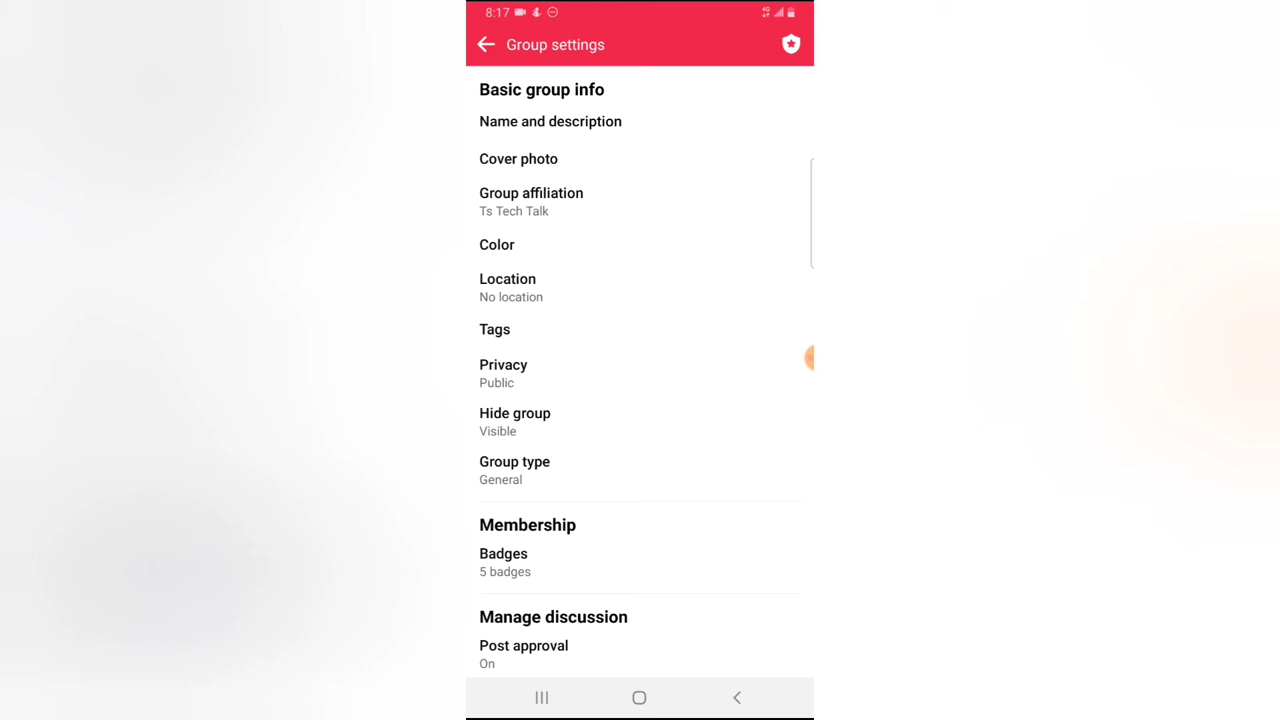 8:17
4G
Group settings
Basic group info
Name and description
Cover photo
Group affiliation
Ts Tech Talk
Color
Location
No location
Tags
Privacy
Public
Hide group
Visible
Group type
General
Membership
Badges
5 badges
Manage discussion
Post approval
On